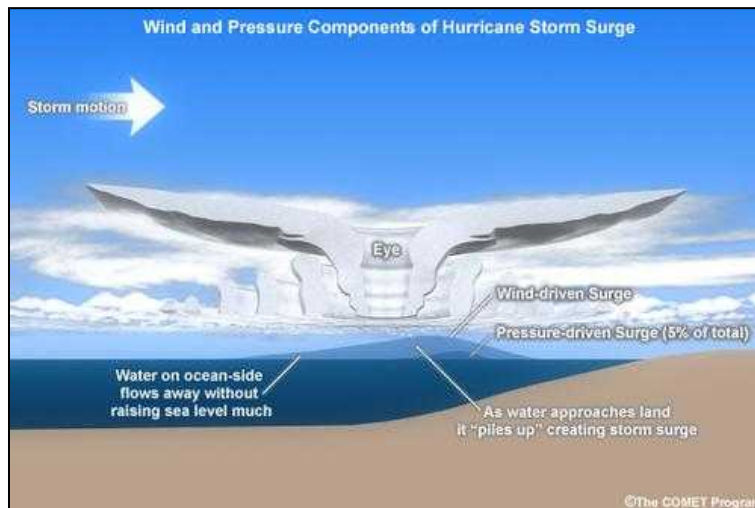 Wind and Pressure Components of Hurricane Storm Surge
Storm motion
Eye
Wind-driven Surge
Pressure-driven Surge (5% of total)
Water on ocean-side
flows away without
raising sea level much
As water approaches land
it "piles up" creating storm surge
©The COMET Program